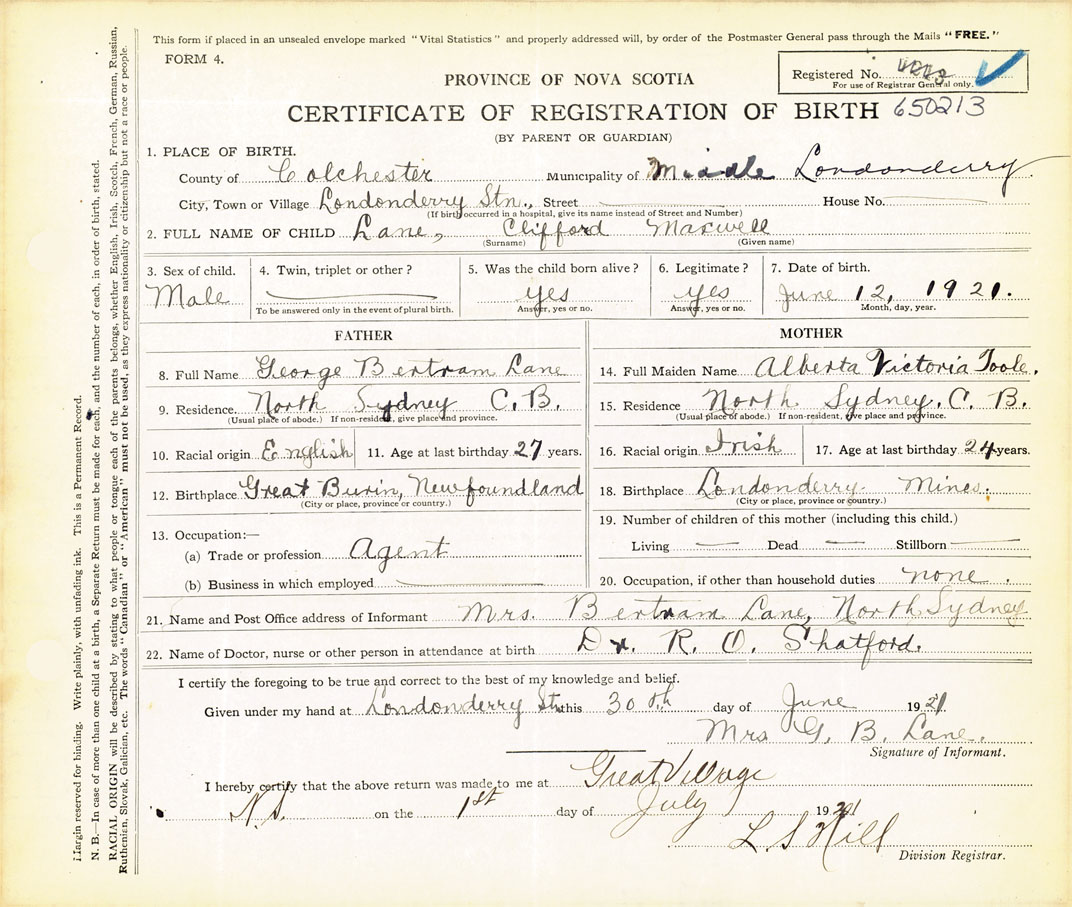 This form if placed in an unsealed envelope marked "Vital Statistics" and properly addressed will, by order of the Postmaster General pass through the Mails "FREE."
FORM 4.
PROVINCE OF NOVA SCOTIA
Registered No.
For use of Registrar General only.
CERTIFICATE OF REGISTRATION OF BIRTH 650213
(BY PARENT OR GUARDIAN)
1. PLACE OF BIRTH.
County of Colchester Municipality of Middle Londonderry
City, Town or Village Londonderry Stn., Street House No.
(If birth occurred in a hospital, give its name instead of Street and Number)
2. FULL NAME OF CHILD Lane, Clifford Maxwell
(Surname) (Given name)
3. Sex of child. 4. Twin, triplet or other? 5. Was the child born alive? 6. Legitimate? 7. Date of birth.
Male yes yes June 12, 1921.
To be answered only in the event of plural birth. Answer, yes or no. Answer, yes or no. Month, day, year.
FATHER
8. Full Name George Bertram Lane
9. Residence. North Sydney C.B.
(Usual place of abode.) If non-resident, give place and province.
10. Racial origin English 11. Age at last birthday 27 years.
12. Birthplace Great Burin, Newfoundland
(City or place, province or country.)
13. Occupation:—
(a) Trade or profession Agent
(b) Business in which employed
MOTHER
14. Full Maiden Name Alberta Victoria Toole.
15. Residence North Sydney, C. B.
(Usual place of abode.) If non-resident, give place and province.
16. Racial origin Irish 17. Age at last birthday 24 years.
18. Birthplace Londonderry Mines.
(City or place, province or country.)
19. Number of children of this mother (including this child.)
Living Dead Stillborn
20. Occupation, if other than household duties none.
21. Name and Post Office address of Informant Mrs. Bertram Lane, North Sydney
22. Name of Doctor, nurse or other person in attendance at birth Dr. R. O. Shatford.
I certify the foregoing to be true and correct to the best of my knowledge and belief.
Given under my hand at Londonderry Stn. this 30th day of June 1921.
Mrs G. B. Lane.
Signature of Informant.
I hereby certify that the above return was made to me at Great Village
N.S. on the 1st day of July 1921
L S Hill
Division Registrar.
Margin reserved for binding. Write plainly, with unfading ink. This is a Permanent Record.
N. B.—In case of more than one child at a birth, a Separate Return must be made for each, and the number of each, in order of birth, stated.
RACIAL ORIGIN will be described by stating to what people or tongue each of the parents belongs, whether English, Irish, Scotch, French, German, Russian,
Ruthenian, Slovak, Galician, etc. The words "Canadian" or "American" must not be used, as they express nationality or citizenship but not a race or people.